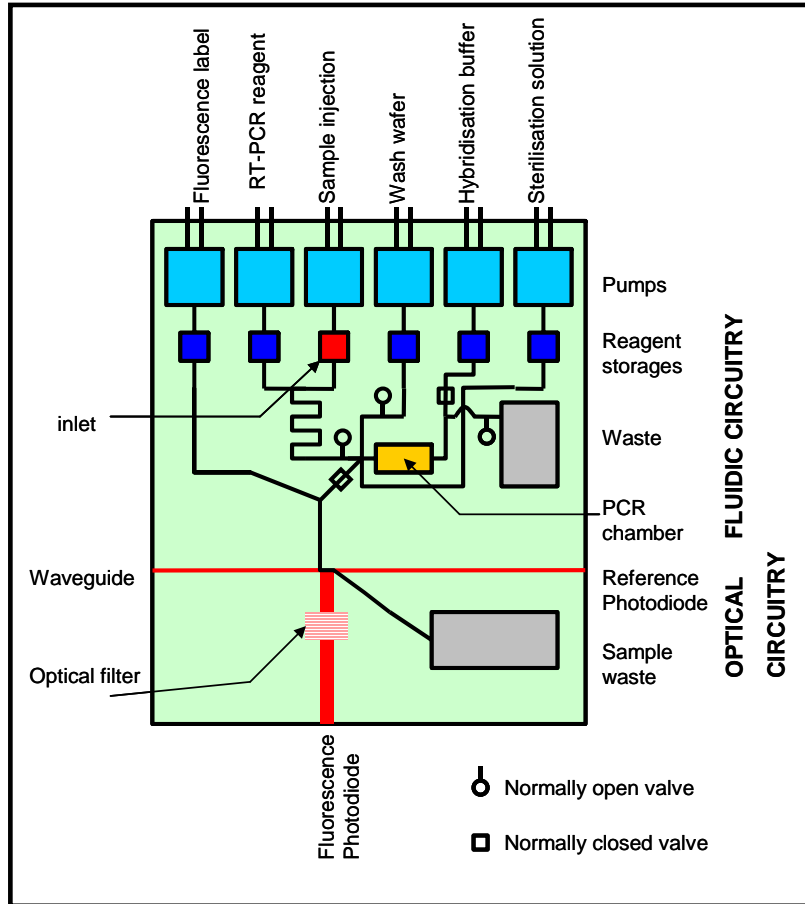 Fluorescence label
RT-PCR reagent
Sample injection
Wash wafer
Hybridisation buffer
Sterilisation solution
Pumps
Reagent
storages
inlet
Waste
PCR
chamber
FLUIDIC CIRCUITRY
Waveguide
Reference
Photodiode
Optical filter
Sample
waste
OPTICAL
CIRCUITRY
Fluorescence
Photodiode
Normally open valve
Normally closed valve